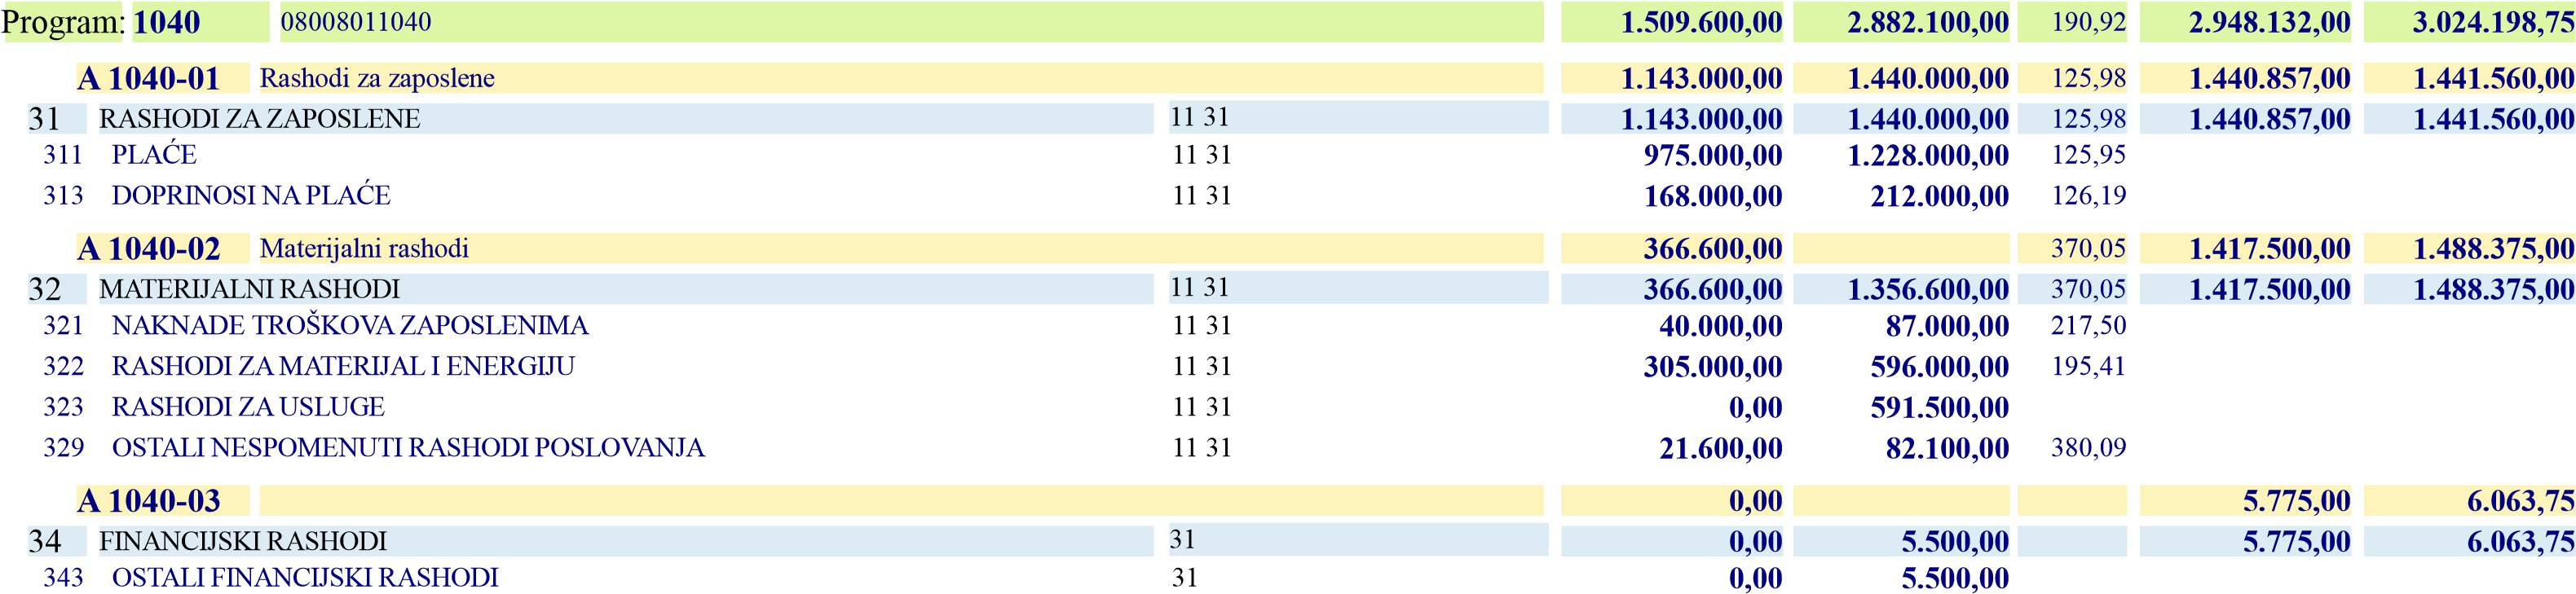 Program: 1040 08008011040 1.509.600,00 2.882.100,00 190,92 2.948.132,00 3.024.198,75
A 1040-01 Rashodi za zaposlene 1.143.000,00 1.440.000,00 125,98 1.440.857,00 1.441.560,00
31 RASHODI ZA ZAPOSLENE 11 31 1.143.000,00 1.440.000,00 125,98 1.440.857,00 1.441.560,00
311 PLAĆE 11 31 975.000,00 1.228.000,00 125,95
313 DOPRINOSI NA PLAĆE 11 31 168.000,00 212.000,00 126,19
A 1040-02 Materijalni rashodi 366.600,00 370,05 1.417.500,00 1.488.375,00
32 MATERIJALNI RASHODI 11 31 366.600,00 1.356.600,00 370,05 1.417.500,00 1.488.375,00
321 NAKNADE TROŠKOVA ZAPOSLENIMA 11 31 40.000,00 87.000,00 217,50
322 RASHODI ZA MATERIJAL I ENERGIJU 11 31 305.000,00 596.000,00 195,41
323 RASHODI ZA USLUGE 11 31 0,00 591.500,00
329 OSTALI NESPOMENUTI RASHODI POSLOVANJA 11 31 21.600,00 82.100,00 380,09
A 1040-03 0,00 5.775,00 6.063,75
34 FINANCIJSKI RASHODI 31 0,00 5.500,00 5.775,00 6.063,75
343 OSTALI FINANCIJSKI RASHODI 31 0,00 5.500,00